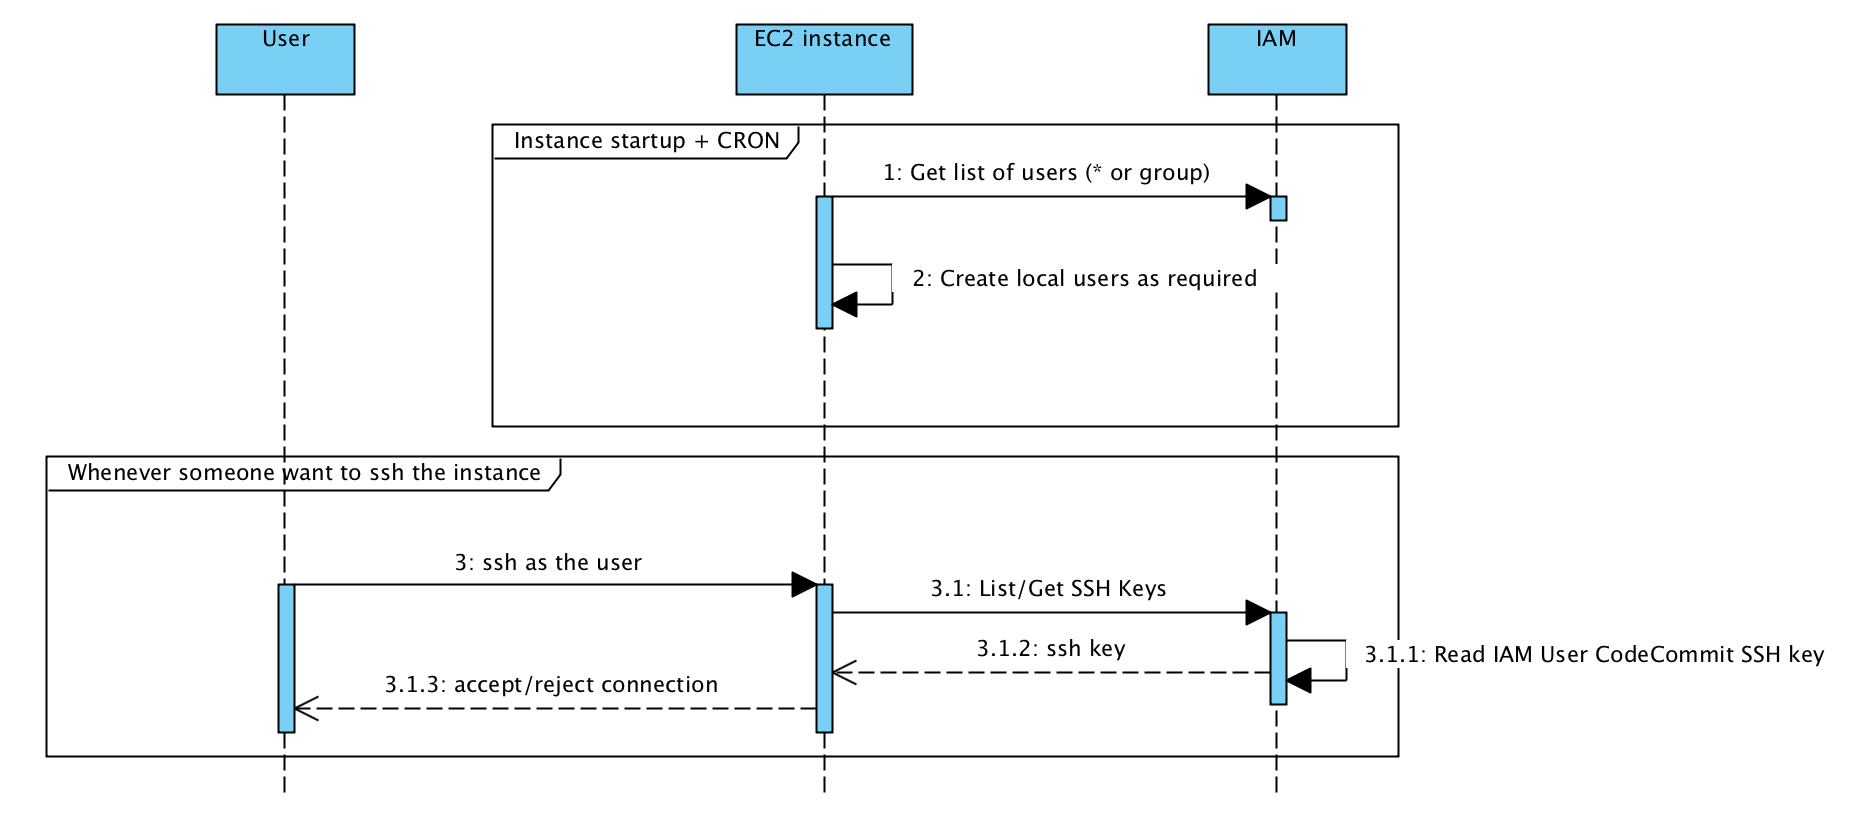 User
EC2 instance
IAM
Instance startup + CRON
1: Get list of users (* or group)
2: Create local users as required
Whenever someone want to ssh the instance
3: ssh as the user
3.1: List/Get SSH Keys
3.1.2: ssh key
3.1.1: Read IAM User CodeCommit SSH key
3.1.3: accept/reject connection